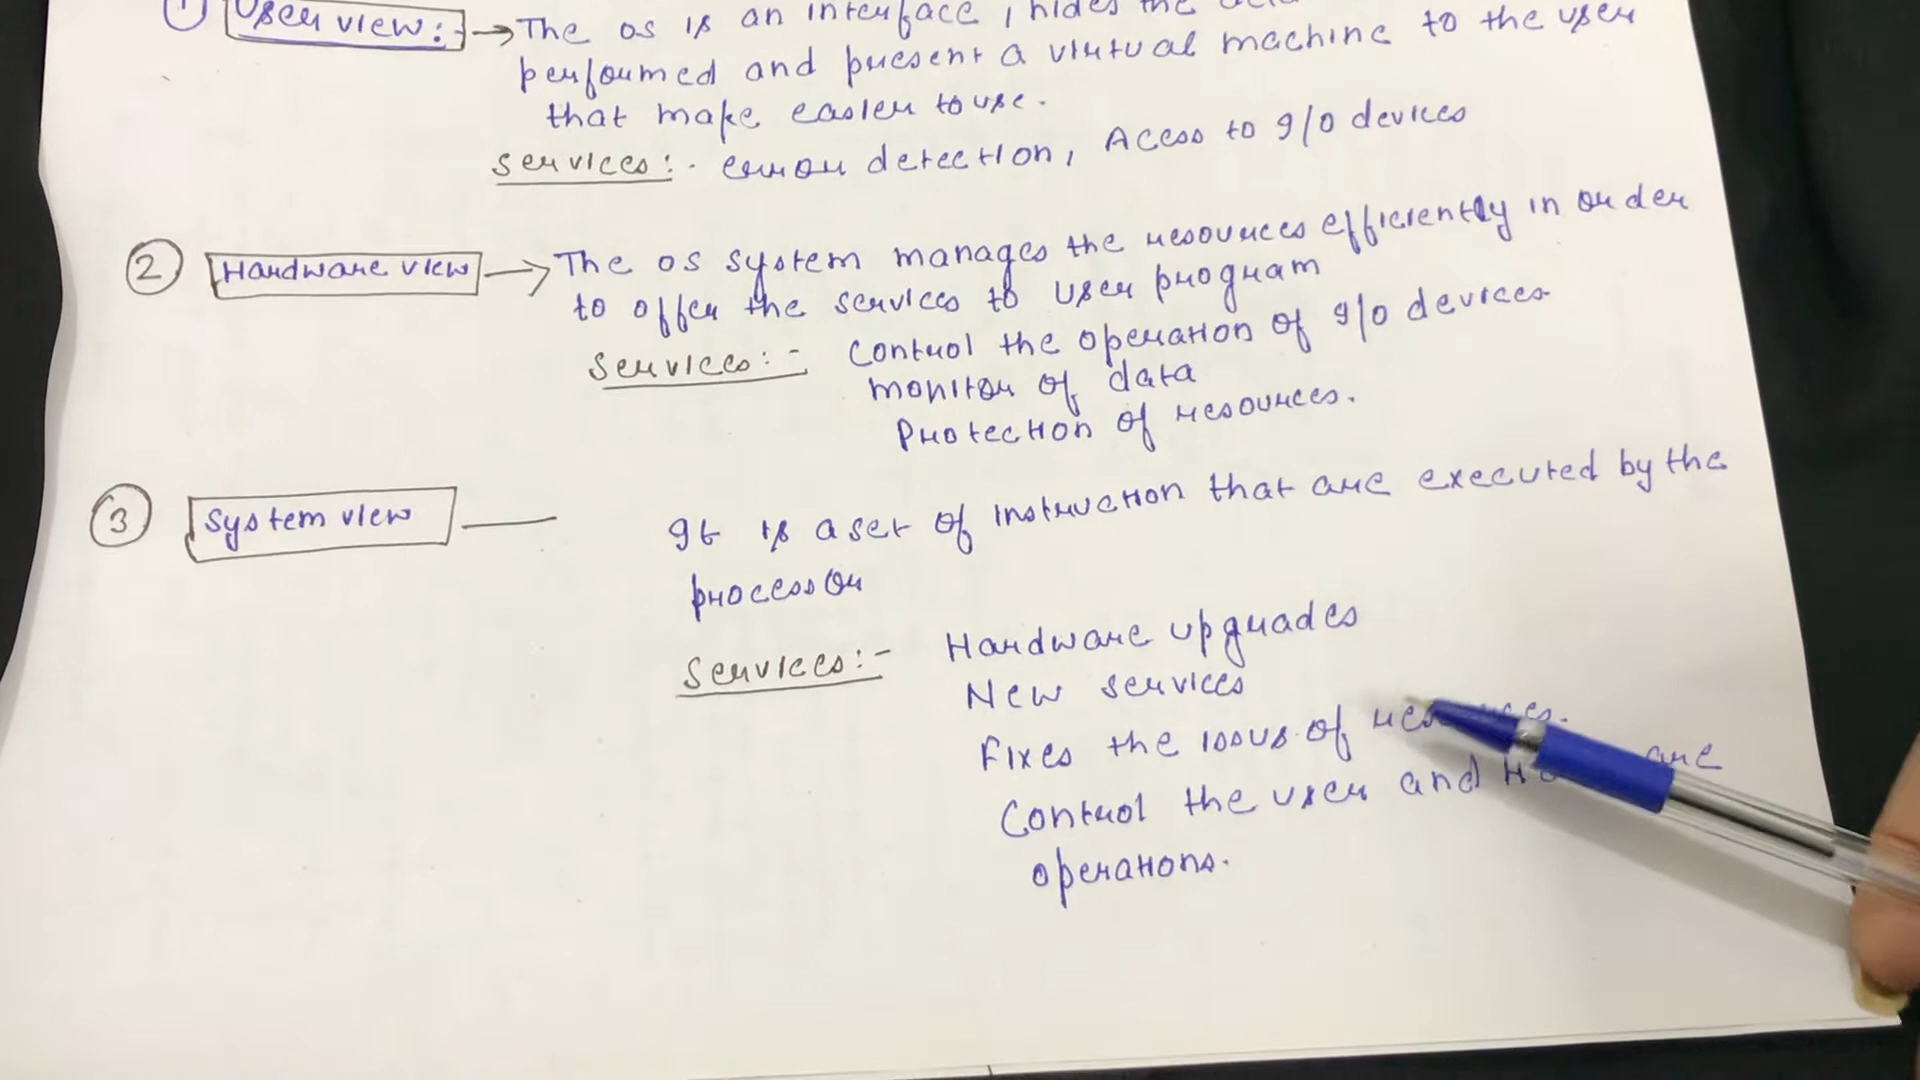 ① User view:- → The os is an interface, hides the
performed and present a virtual machine to the user
that make easier to use.
Services:- error detection, Acess to I/O devices
② Hardware view → The os system manages the resources efficiently in order
to offer the services to user program
Services:- Control the operation of I/O devices
monitor of data
Protection of resources.
③ System view — It is a set of instruction that are executed by the
processor
Services:- Hardware upgrades
New services
Fixes the issus of
Control the user and
operations.